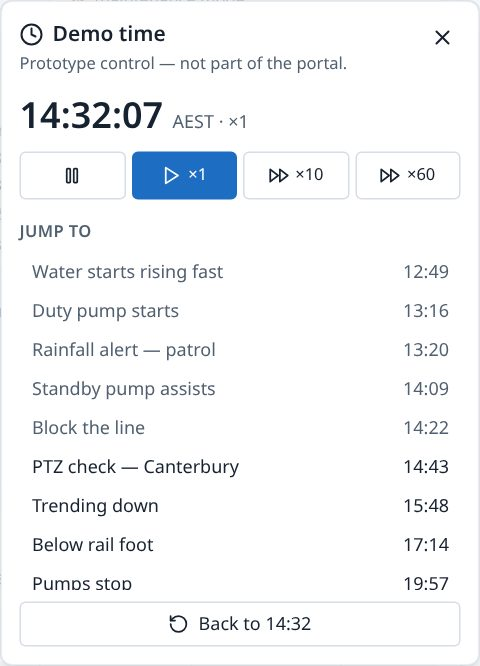 Demo time
Prototype control — not part of the portal.
14:32:07 AEST · ×1
×1 ×10 ×60
JUMP TO
Water starts rising fast 12:49
Duty pump starts 13:16
Rainfall alert — patrol 13:20
Standby pump assists 14:09
Block the line 14:22
PTZ check — Canterbury 14:43
Trending down 15:48
Below rail foot 17:14
Pumps stop 19:57
Back to 14:32